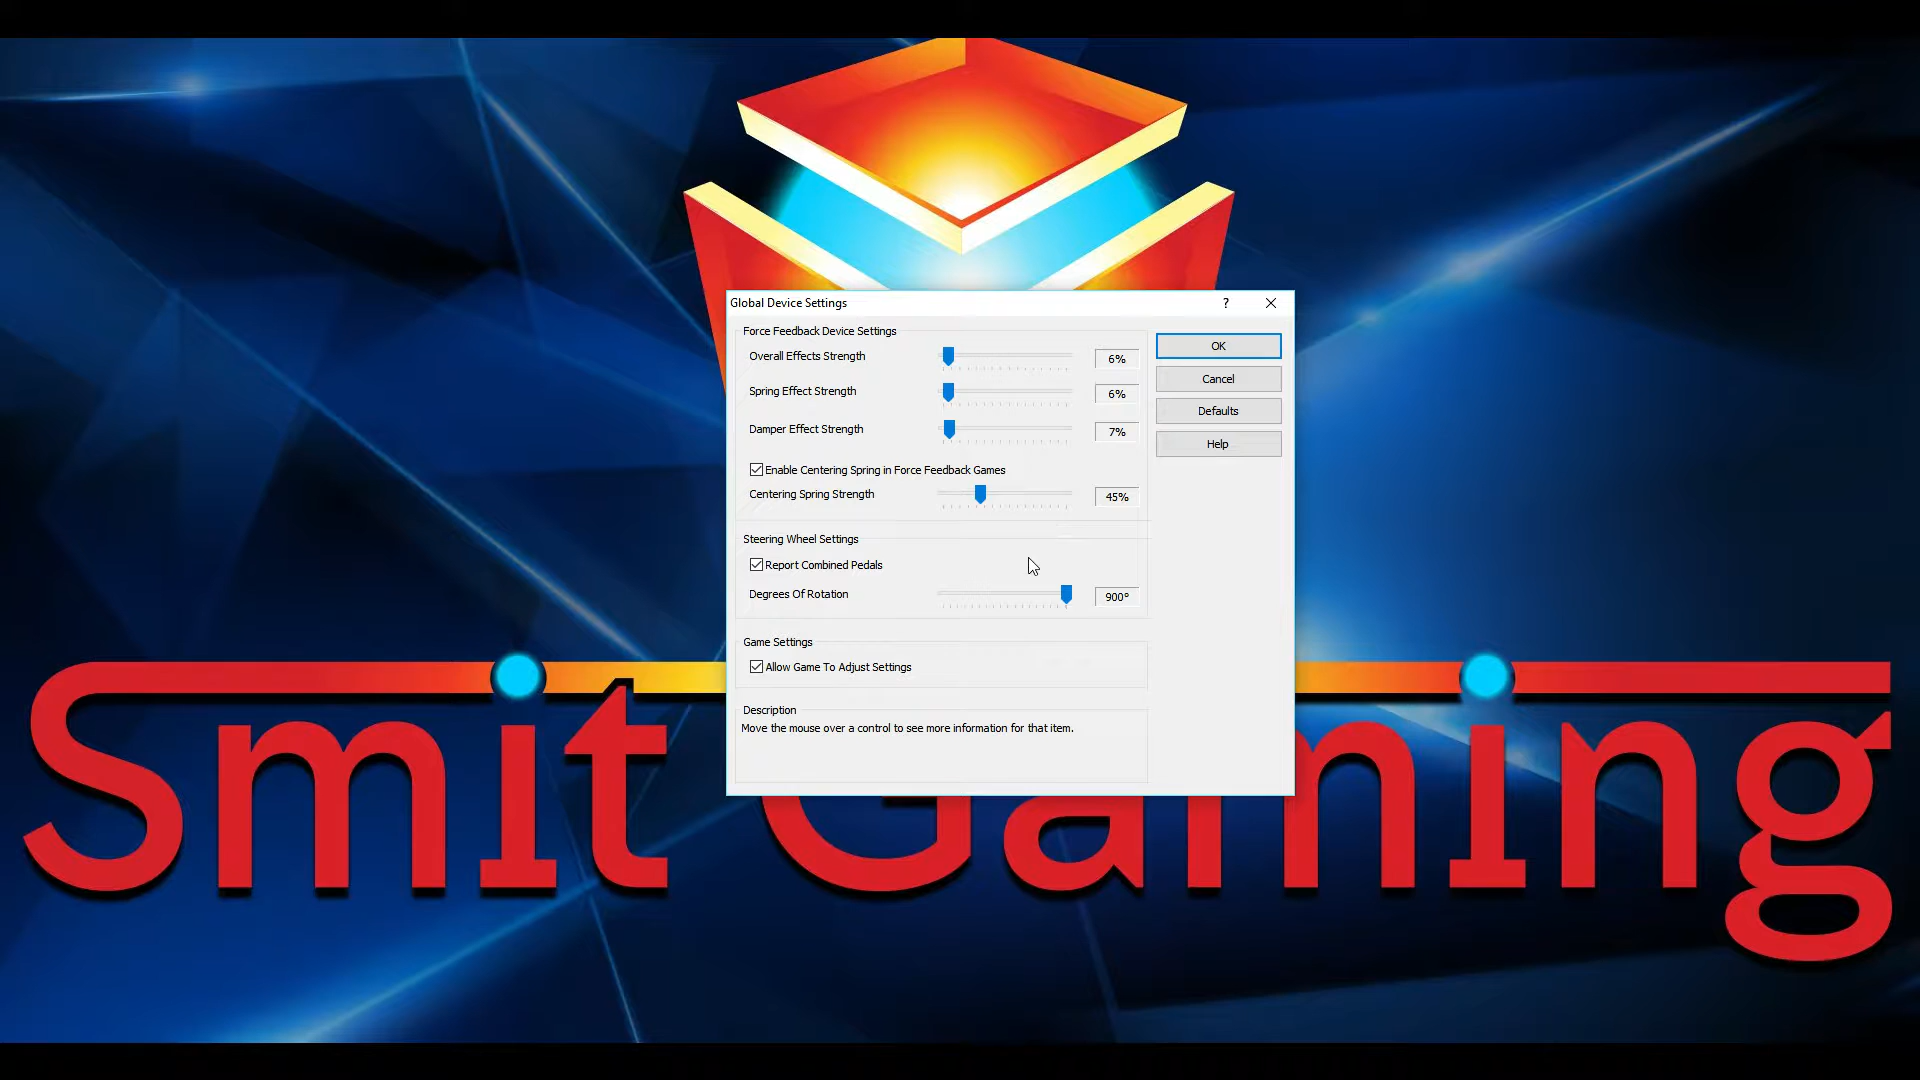 Global Device Settings
?
Force Feedback Device Settings
Overall Effects Strength 6%
OK
Cancel
Spring Effect Strength 6%
Defaults
Damper Effect Strength 7%
Help
Enable Centering Spring in Force Feedback Games
Centering Spring Strength 45%
Steering Wheel Settings
Report Combined Pedals
Degrees Of Rotation 900°
Game Settings
Allow Game To Adjust Settings
Description
Move the mouse over a control to see more information for that item.
Smit Gaming